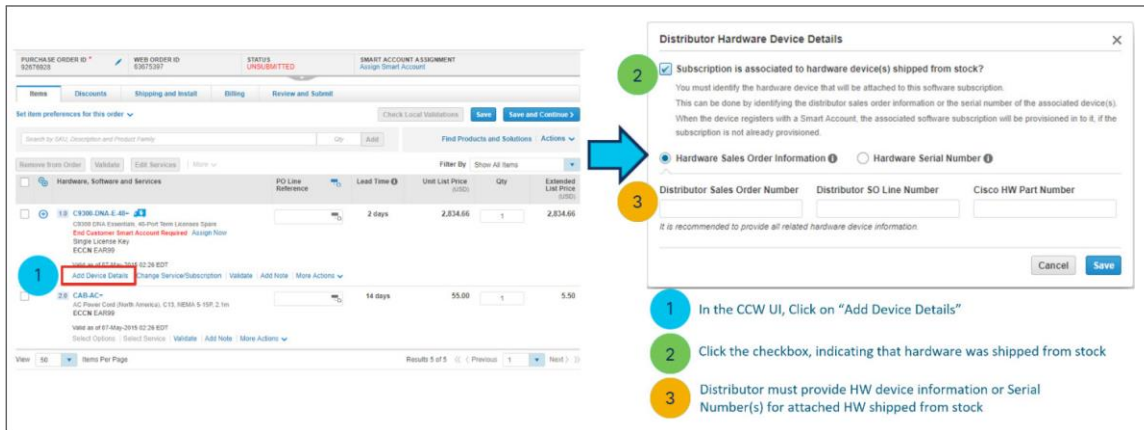 PURCHASE ORDER ID *
92678928
WEB ORDER ID
93675397
STATUS
UNSUBMITTED
SMART ACCOUNT ASSIGNMENT
Assign Smart Account
Items Discounts Shipping and Install Billing Review and Submit
Set item preferences for this order
Check Local Validations Save Save and Continue >
Search by SKU, Description and Product Family Qty Add Find Products and Solutions Actions
Remove from Order Validate Edit Services More Filter By Show All Items
Hardware, Software and Services PO Line Reference Lead Time Unit List Price (USD) Qty Extended List Price (USD)
1.0 C9300-DNA-E-48= 2 days 2,834.66 1 2,834.66
C9300 DNA Essentials, 48-Port Term Licenses Spare
End Customer Smart Account Required Assign Now
Single License Key
ECCN EAR99
Valid as of 07-May-2019 02:26 EDT
1
Add Device Details Change Service/Subscription Validate Add Note More Actions
2.0 CAB-AC= 14 days 55.00 1 5.50
AC Power Cord (North America), C13, NEMA 5-15P, 2.1m
ECCN EAR99
Valid as of 07-May-2019 02:26 EDT
Select Options Select Service Validate Add Note More Actions
View 50 Items Per Page Results 5 of 5 Previous 1 Next
Distributor Hardware Device Details
2
Subscription is associated to hardware device(s) shipped from stock?
You must identify the hardware device that will be attached to this software subscription.
This can be done by identifying the distributor sales order information or the serial number of the associated device(s).
When the device registers with a Smart Account, the associated software subscription will be provisioned in to it, if the
subscription is not already provisioned.
Hardware Sales Order Information Hardware Serial Number
3
Distributor Sales Order Number Distributor SO Line Number Cisco HW Part Number
It is recommended to provide all related hardware device information.
Cancel Save
1 In the CCW UI, Click on "Add Device Details"
2 Click the checkbox, indicating that hardware was shipped from stock
3 Distributor must provide HW device information or Serial
Number(s) for attached HW shipped from stock